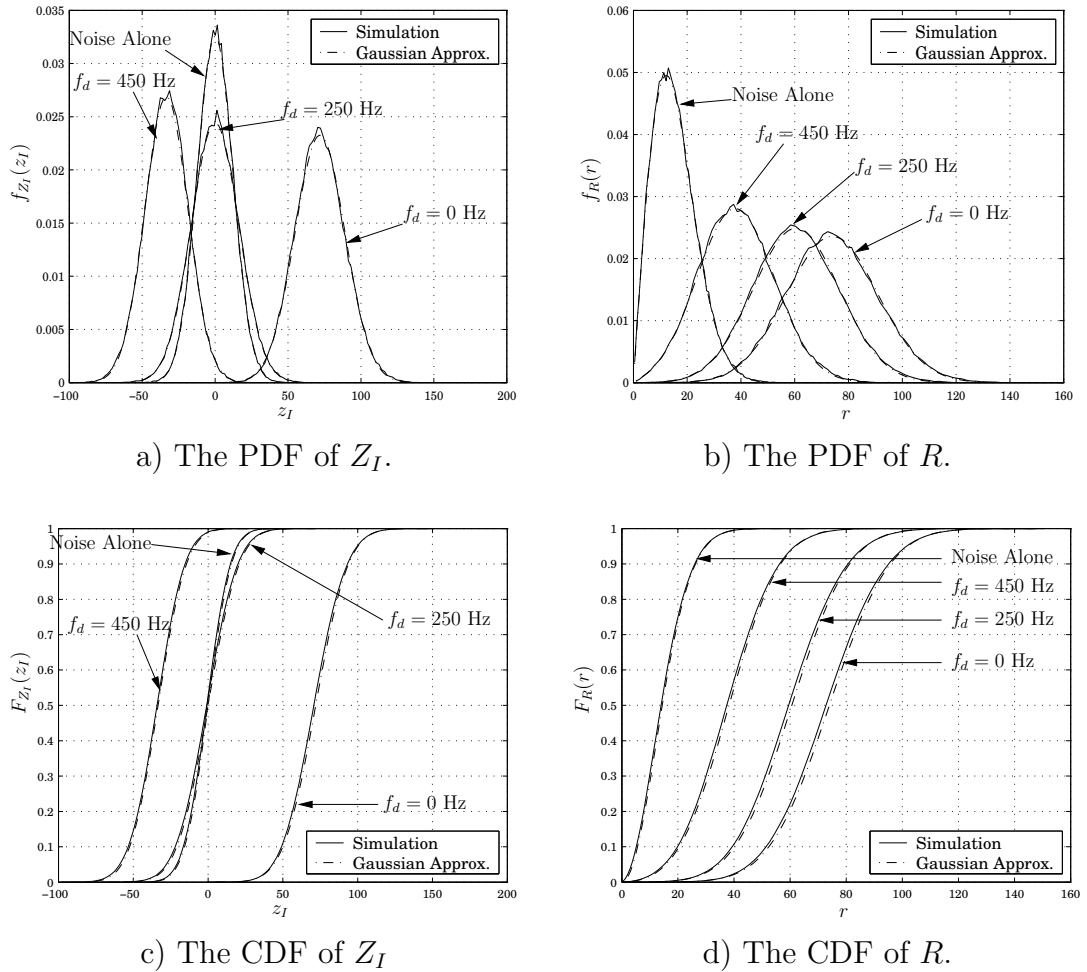 0.035
0.03
0.025
0.02
0.015
0.01
0.005
0
−100
−50
0
50
100
150
200
f_{Z_I}(z_I)
z_I
Simulation
Gaussian Approx.
Noise Alone
f_d = 450 Hz
f_d = 250 Hz
f_d = 0 Hz
a) The PDF of Z_I.
0.06
0.05
0.04
0.03
0.02
0.01
0
0
20
40
60
80
100
120
140
160
f_R(r)
r
Simulation
Gaussian Approx.
Noise Alone
f_d = 450 Hz
f_d = 250 Hz
f_d = 0 Hz
b) The PDF of R.
1
0.9
0.8
0.7
0.6
0.5
0.4
0.3
0.2
0.1
0
−100
−50
0
50
100
150
200
F_{Z_I}(z_I)
z_I
Noise Alone
f_d = 450 Hz
f_d = 250 Hz
f_d = 0 Hz
Simulation
Gaussian Approx.
c) The CDF of Z_I
1
0.9
0.8
0.7
0.6
0.5
0.4
0.3
0.2
0.1
0
0
20
40
60
80
100
120
140
160
F_R(r)
r
Noise Alone
f_d = 450 Hz
f_d = 250 Hz
f_d = 0 Hz
Simulation
Gaussian Approx.
d) The CDF of R.